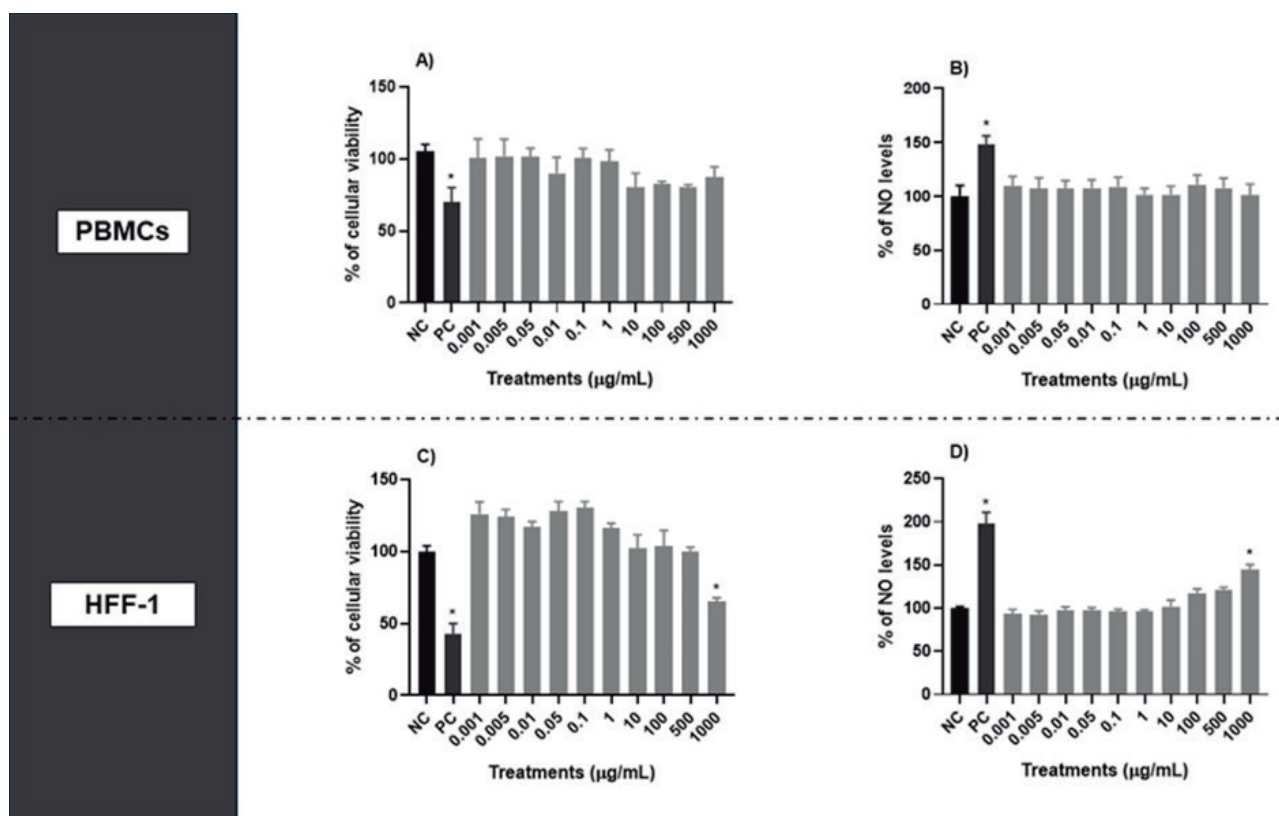 PBMCs
A)
% of cellular viability
150
100
50
0
*
NC PC 0.001 0.005 0.05 0.01 0.1 1 10 100 500 1000
Treatments (μg/mL)
B)
% of NO levels
200
150
100
50
0
*
NC PC 0.001 0.005 0.05 0.01 0.1 1 10 100 500 1000
Treatments (μg/mL)
HFF-1
C)
% of cellular viability
150
100
50
0
*
*
NC PC 0.001 0.005 0.01 0.05 0.1 1 10 100 500 1000
Treatments (μg/mL)
D)
% of NO levels
250
200
150
100
50
0
*
*
NC PC 0.001 0.005 0.01 0.05 0.1 1 10 100 500 1000
Treatments (μg/mL)